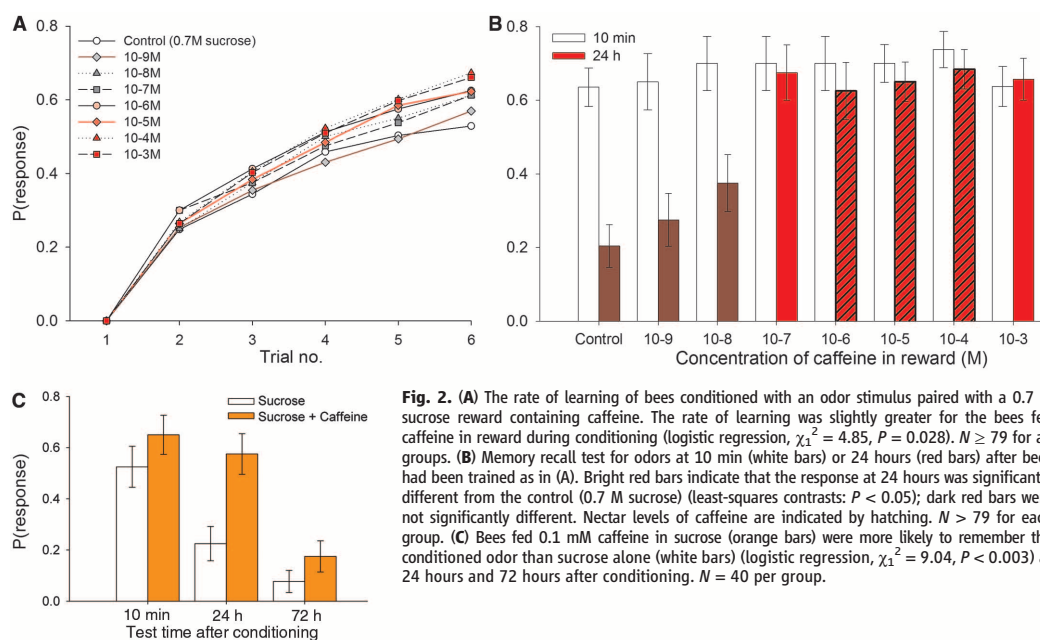 A
P(response)
0.8
0.6
0.4
0.2
0.0
Control (0.7M sucrose)
10-9M
10-8M
10-7M
10-6M
10-5M
10-4M
10-3M
1 2 3 4 5 6
Trial no.
B
P(response)
0.8
0.6
0.4
0.2
0.0
10 min
24 h
Control 10-9 10-8 10-7 10-6 10-5 10-4 10-3
Concentration of caffeine in reward (M)
C
P(response)
0.8
0.6
0.4
0.2
0.0
Sucrose
Sucrose + Caffeine
10 min 24 h 72 h
Test time after conditioning
Fig. 2. (A) The rate of learning of bees conditioned with an odor stimulus paired with a 0.7
sucrose reward containing caffeine. The rate of learning was slightly greater for the bees fe
caffeine in reward during conditioning (logistic regression, χ₁² = 4.85, P = 0.028). N ≥ 79 for a
groups. (B) Memory recall test for odors at 10 min (white bars) or 24 hours (red bars) after bee
had been trained as in (A). Bright red bars indicate that the response at 24 hours was significant
different from the control (0.7 M sucrose) (least-squares contrasts: P < 0.05); dark red bars we
not significantly different. Nectar levels of caffeine are indicated by hatching. N > 79 for eac
group. (C) Bees fed 0.1 mM caffeine in sucrose (orange bars) were more likely to remember th
conditioned odor than sucrose alone (white bars) (logistic regression, χ₁² = 9.04, P < 0.003)
24 hours and 72 hours after conditioning. N = 40 per group.